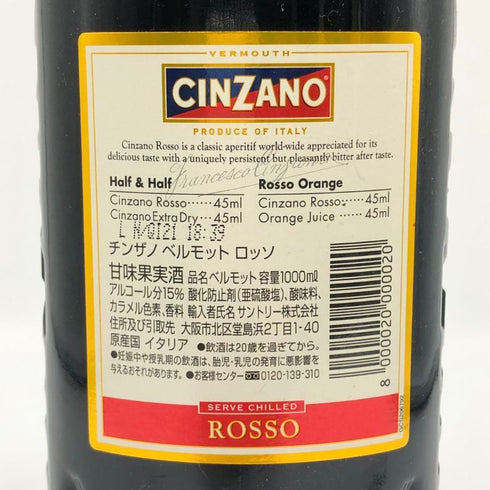 VERMOUTH
CINZANO®
PRODUCE OF ITALY
Cinzano Rosso is a classic aperitif world-wide appreciated for its
delicious taste with a uniquely persistent but pleasantly bitter after taste.
Francesco Cinzano
Half & Half
Cinzano Rosso······45ml
Cinzano Extra Dry···45ml
Rosso Orange
Cinzano Rosso·····45ml
Orange Juice ·····45ml
L N/QI21 18:39
チンザノ ベルモット ロッソ
甘味果実酒 品名ベルモット 容量1000mℓ
アルコール分15% 酸化防止剤(亜硫酸塩)、酸味料、
カラメル色素、香料 輸入者氏名 サントリー株式会社
住所及び引取先 大阪市北区堂島浜2丁目1-40
原産国 イタリア ●飲酒は20歳を過ぎてから。
●妊娠中や授乳期の飲酒は、胎児・乳児の発育に悪影響を
与えるおそれがあります。●お客様センター 0120-139-310
8 000020 000020
SERVE CHILLED
ROSSO